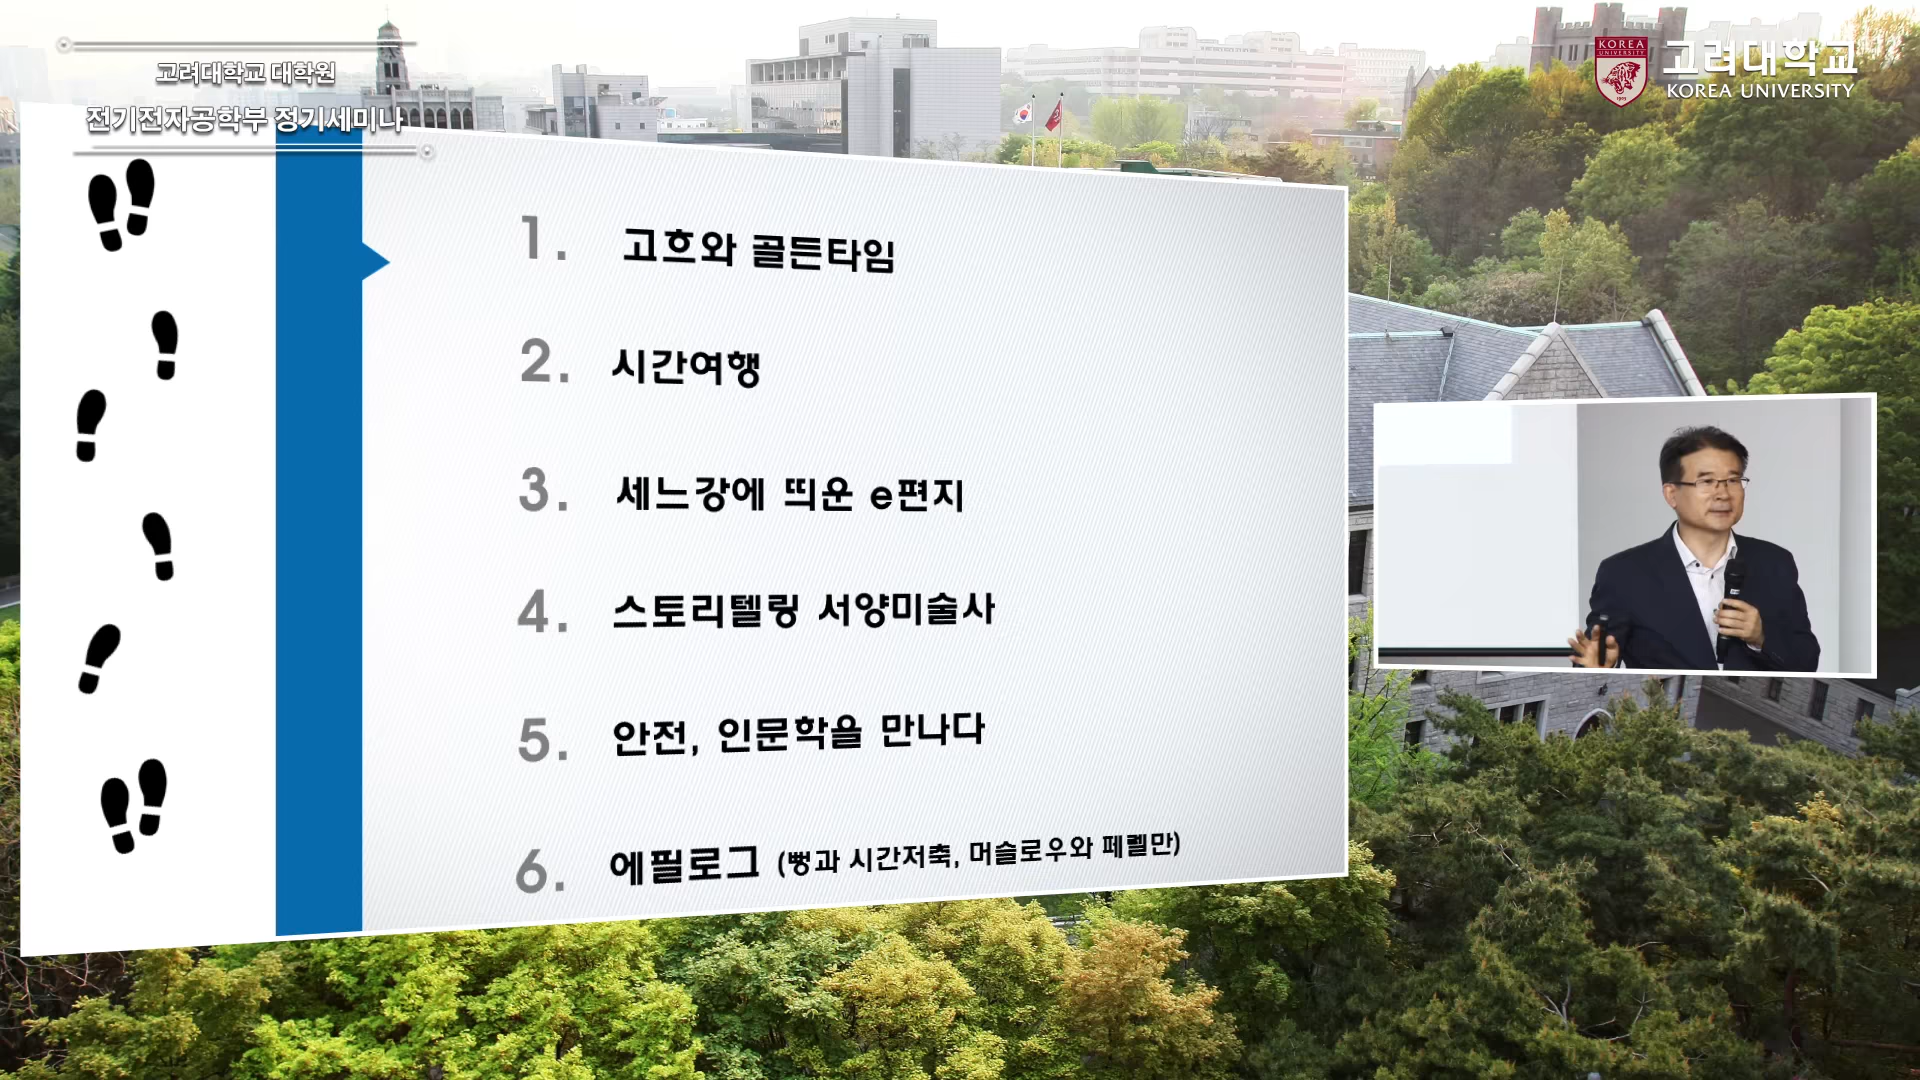 고려대학교 대학원
전기전자공학부 정기세미나
KOREA
UNIVERSITY
1905
고려대학교
KOREA UNIVERSITY
1. 고흐와 골든타임
2. 시간여행
3. 세느강에 띄운 e편지
4. 스토리텔링 서양미술사
5. 안전, 인문학을 만나다
6. 에필로그 (뻥과 시간저축, 머슬로우와 페렐만)